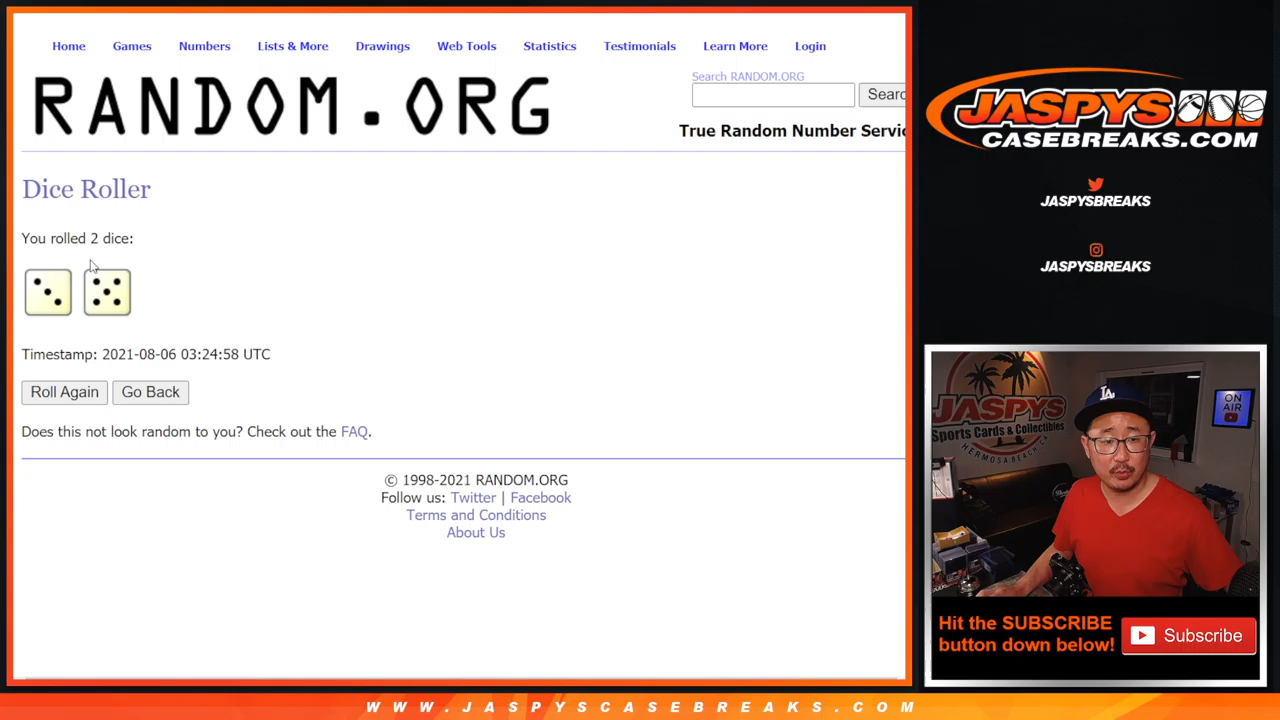 Home Games Numbers Lists & More Drawings Web Tools Statistics Testimonials Learn More Login
RANDOM.ORG
Search RANDOM.ORG
Searc
True Random Number Servic
Dice Roller
You rolled 2 dice:
Timestamp: 2021-08-06 03:24:58 UTC
Roll Again Go Back
Does this not look random to you? Check out the FAQ.
© 1998-2021 RANDOM.ORG
Follow us: Twitter | Facebook
Terms and Conditions
About Us
JASPYS
CASEBREAKS.COM
JASPYSBREAKS
JASPYSBREAKS
JASPYS
Sports Cards & Collectibles
HERMOSA BEACH, CA
LA
ON
AIR
Hit the SUBSCRIBE
button down below!
Subscribe
WWW.JASPYSCASEBREAKS.COM